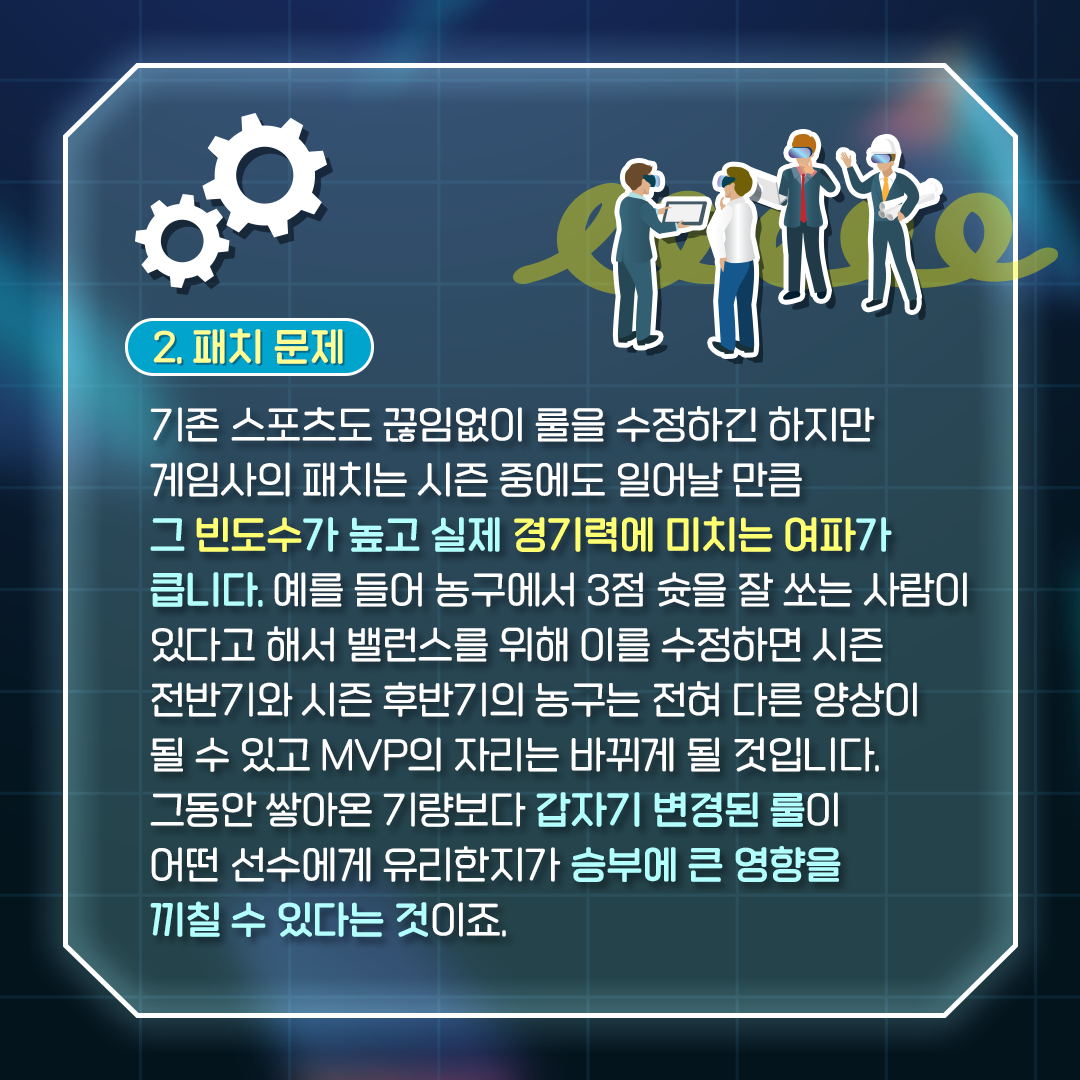 2. 패치 문제
기존 스포츠도 끊임없이 룰을 수정하긴 하지만
게임사의 패치는 시즌 중에도 일어날 만큼
그 빈도수가 높고 실제 경기력에 미치는 여파가
큽니다. 예를 들어 농구에서 3점 슛을 잘 쏘는 사람이
있다고 해서 밸런스를 위해 이를 수정하면 시즌
전반기와 시즌 후반기의 농구는 전혀 다른 양상이
될 수 있고 MVP의 자리는 바뀌게 될 것입니다.
그동안 쌓아온 기량보다 갑자기 변경된 룰이
어떤 선수에게 유리한지가 승부에 큰 영향을
끼칠 수 있다는 것이죠.